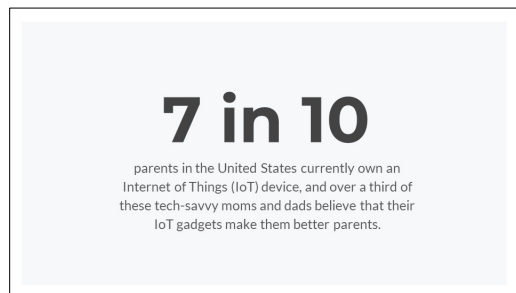 7 in 10
parents in the United States currently own an
Internet of Things (IoT) device, and over a third of
these tech-savvy moms and dads believe that their
IoT gadgets make them better parents.